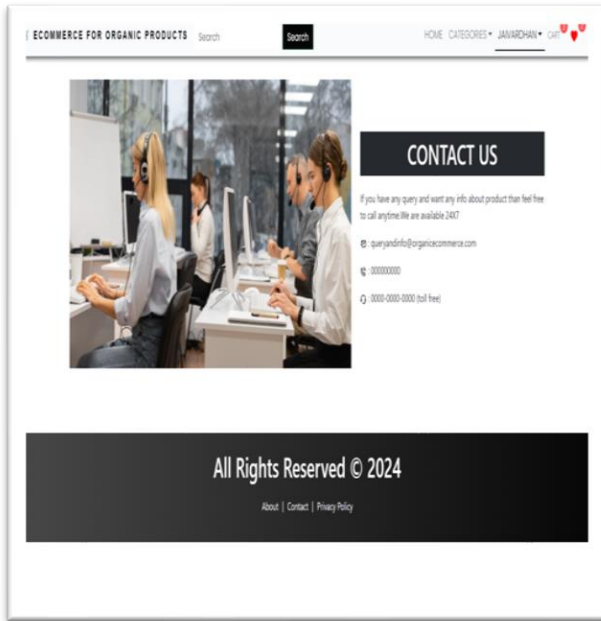 ECOMMERCE FOR ORGANIC PRODUCTS Search Search HOME CATEGORIES JANVARDHAN CART
CONTACT US
If you have any query and want any info about product than feel free
to call anytime.We are available 24X7
: queryandinfo@organicecommerce.com
: 000000000
: 0000-0000-0000 (toll free)
All Rights Reserved © 2024
About | Contact | Privacy Policy